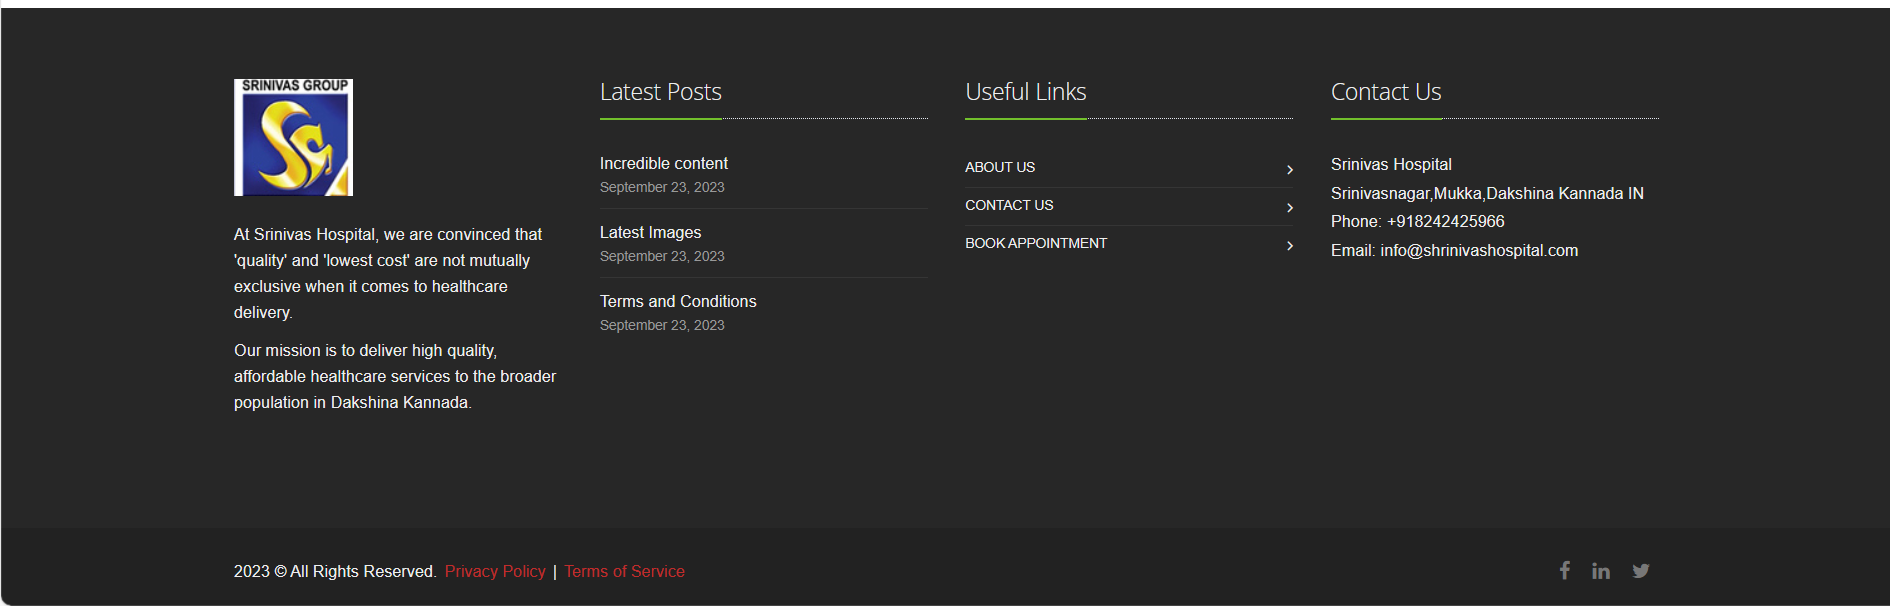 SRINIVAS GROUP
At Srinivas Hospital, we are convinced that
'quality' and 'lowest cost' are not mutually
exclusive when it comes to healthcare
delivery.
Our mission is to deliver high quality,
affordable healthcare services to the broader
population in Dakshina Kannada.
Latest Posts
Incredible content
September 23, 2023
Latest Images
September 23, 2023
Terms and Conditions
September 23, 2023
Useful Links
ABOUT US
CONTACT US
BOOK APPOINTMENT
Contact Us
Srinivas Hospital
Srinivasnagar,Mukka,Dakshina Kannada IN
Phone: +918242425966
Email: info@shrinivashospital.com
2023 © All Rights Reserved. Privacy Policy | Terms of Service